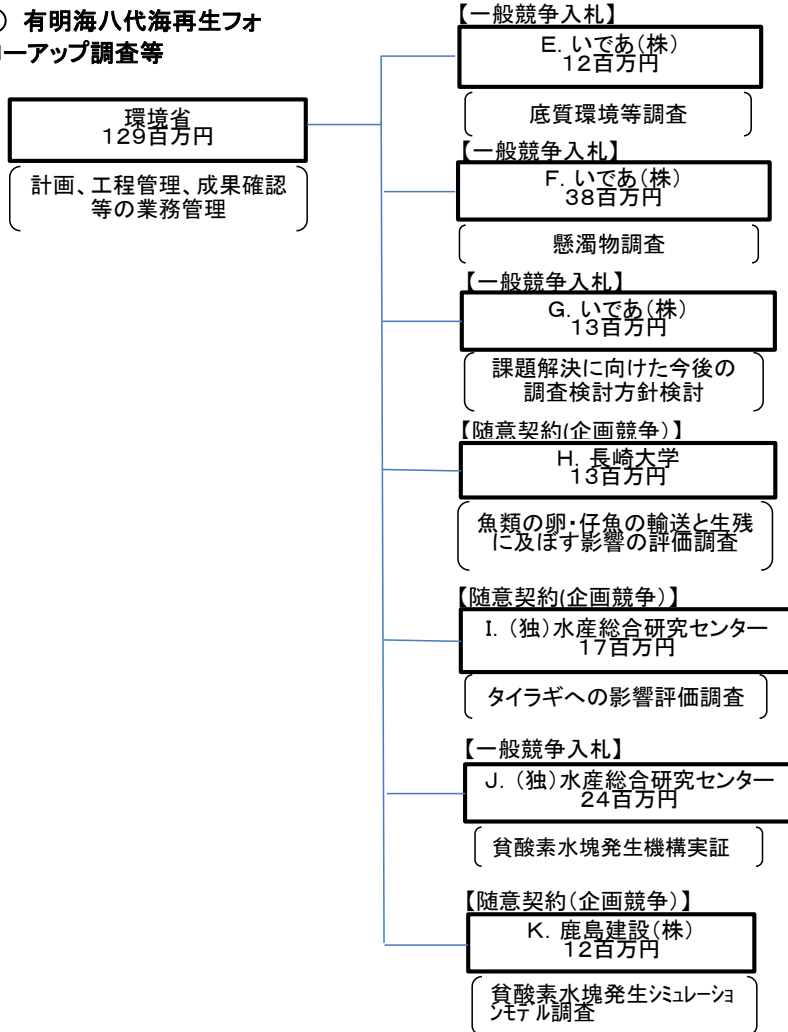 ） 有明海八代海再生フォ
ーアップ調査等
環境省
129百万円
計画、工程管理、成果確認
等の業務管理
【一般競争入札】
E．いであ（株）
12百万円
底質環境等調査
【一般競争入札】
F．いであ（株）
38百万円
懸濁物調査
【一般競争入札】
G．いであ（株）
13百万円
課題解決に向けた今後の
調査検討方針検討
【随意契約(企画競争）】
H．長崎大学
13百万円
魚類の卵・仔魚の輸送と生残
に及ぼす影響の評価調査
【随意契約(企画競争）】
I．（独）水産総合研究センター
17百万円
タイラギへの影響評価調査
【一般競争入札】
J．（独）水産総合研究センター
24百万円
貧酸素水塊発生機構実証
【随意契約（企画競争）】
K．鹿島建設（株）
12百万円
貧酸素水塊発生シミュレーショ
ンモデル調査